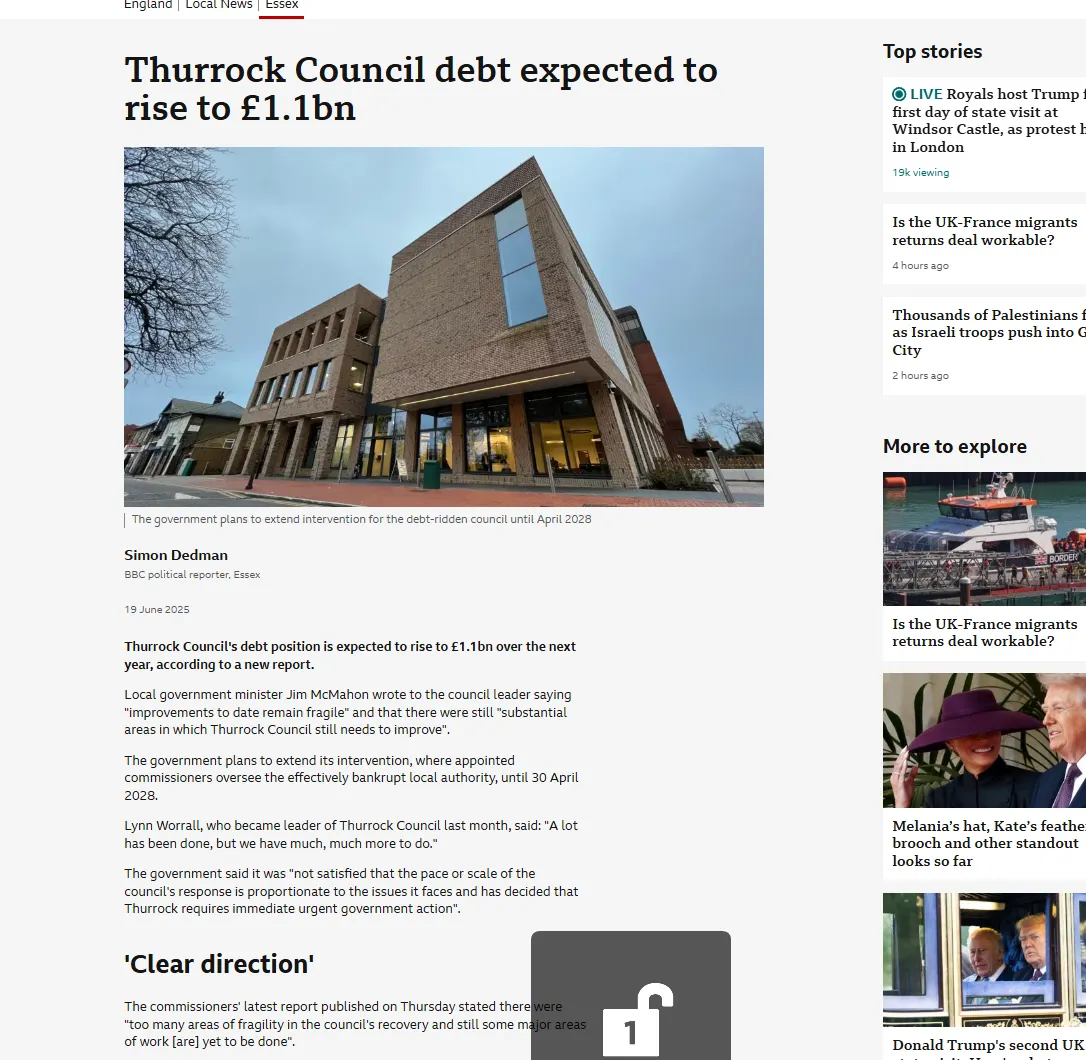 England | Local News | Essex
Thurrock Council debt expected to
rise to £1.1bn
The government plans to extend intervention for the debt-ridden council until April 2028
Simon Dedman
BBC political reporter, Essex
19 June 2025
Thurrock Council's debt position is expected to rise to £1.1bn over the next
year, according to a new report.
Local government minister Jim McMahon wrote to the council leader saying
"improvements to date remain fragile" and that there were still "substantial
areas in which Thurrock Council still needs to improve".
The government plans to extend its intervention, where appointed
commissioners oversee the effectively bankrupt local authority, until 30 April
2028.
Lynn Worrall, who became leader of Thurrock Council last month, said: "A lot
has been done, but we have much, much more to do."
The government said it was "not satisfied that the pace or scale of the
council's response is proportionate to the issues it faces and has decided that
Thurrock requires immediate urgent government action".
'Clear direction'
The commissioners' latest report published on Thursday stated there were
"too many areas of fragility in the council's recovery and still some major areas
of work [are] yet to be done".
1
Top stories
LIVE Royals host Trump
first day of state visit at
Windsor Castle, as protest
in London
19k viewing
Is the UK-France migrants
returns deal workable?
4 hours ago
Thousands of Palestinians
as Israeli troops push into
City
2 hours ago
More to explore
BORDER
Is the UK-France migrants
returns deal workable?
Melania's hat, Kate's
brooch and other standout
looks so far
Donald Trump's second UK